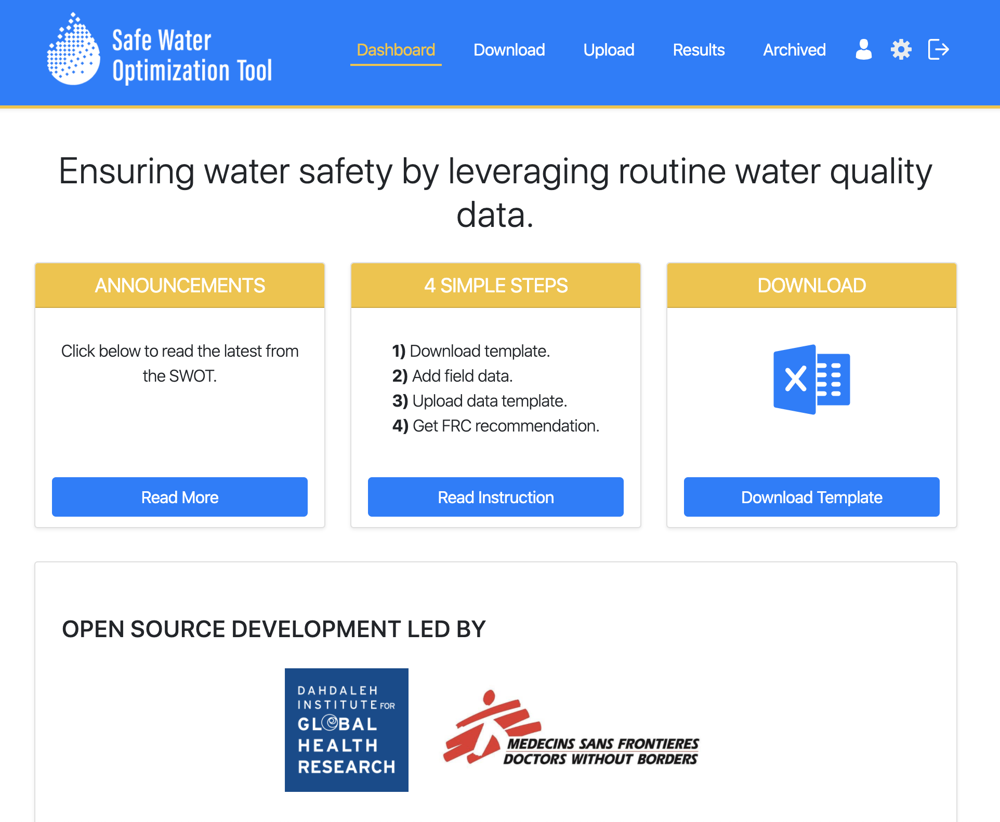 Safe Water
Optimization Tool
Dashboard
Download
Upload
Results
Archived
Ensuring water safety by leveraging routine water quality
data.
ANNOUNCEMENTS
Click below to read the latest from
the SWOT.
Read More
4 SIMPLE STEPS
1) Download template.
2) Add field data.
3) Upload data template.
4) Get FRC recommendation.
Read Instruction
DOWNLOAD
X
Download Template
OPEN SOURCE DEVELOPMENT LED BY
DAHDALEH
INSTITUTE FOR
GLOBAL
HEALTH
RESEARCH
MEDECINS SANS FRONTIERES
DOCTORS WITHOUT BORDERS